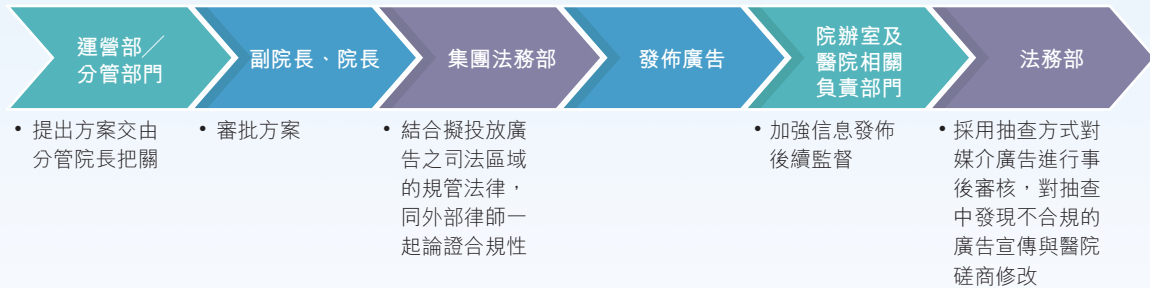 運營部／
分管部門
副院長、院長
集團法務部
發佈廣告
院辦室及
醫院相關
負責部門
法務部
• 提出方案交由
分管院長把關
• 審批方案
• 結合擬投放廣
告之司法區域
的規管法律，
同外部律師一
起論證合規性
• 加強信息發佈
後續監督
• 採用抽查方式對
媒介廣告進行事
後審核，對抽查
中發現不合規的
廣告宣傳與醫院
磋商修改